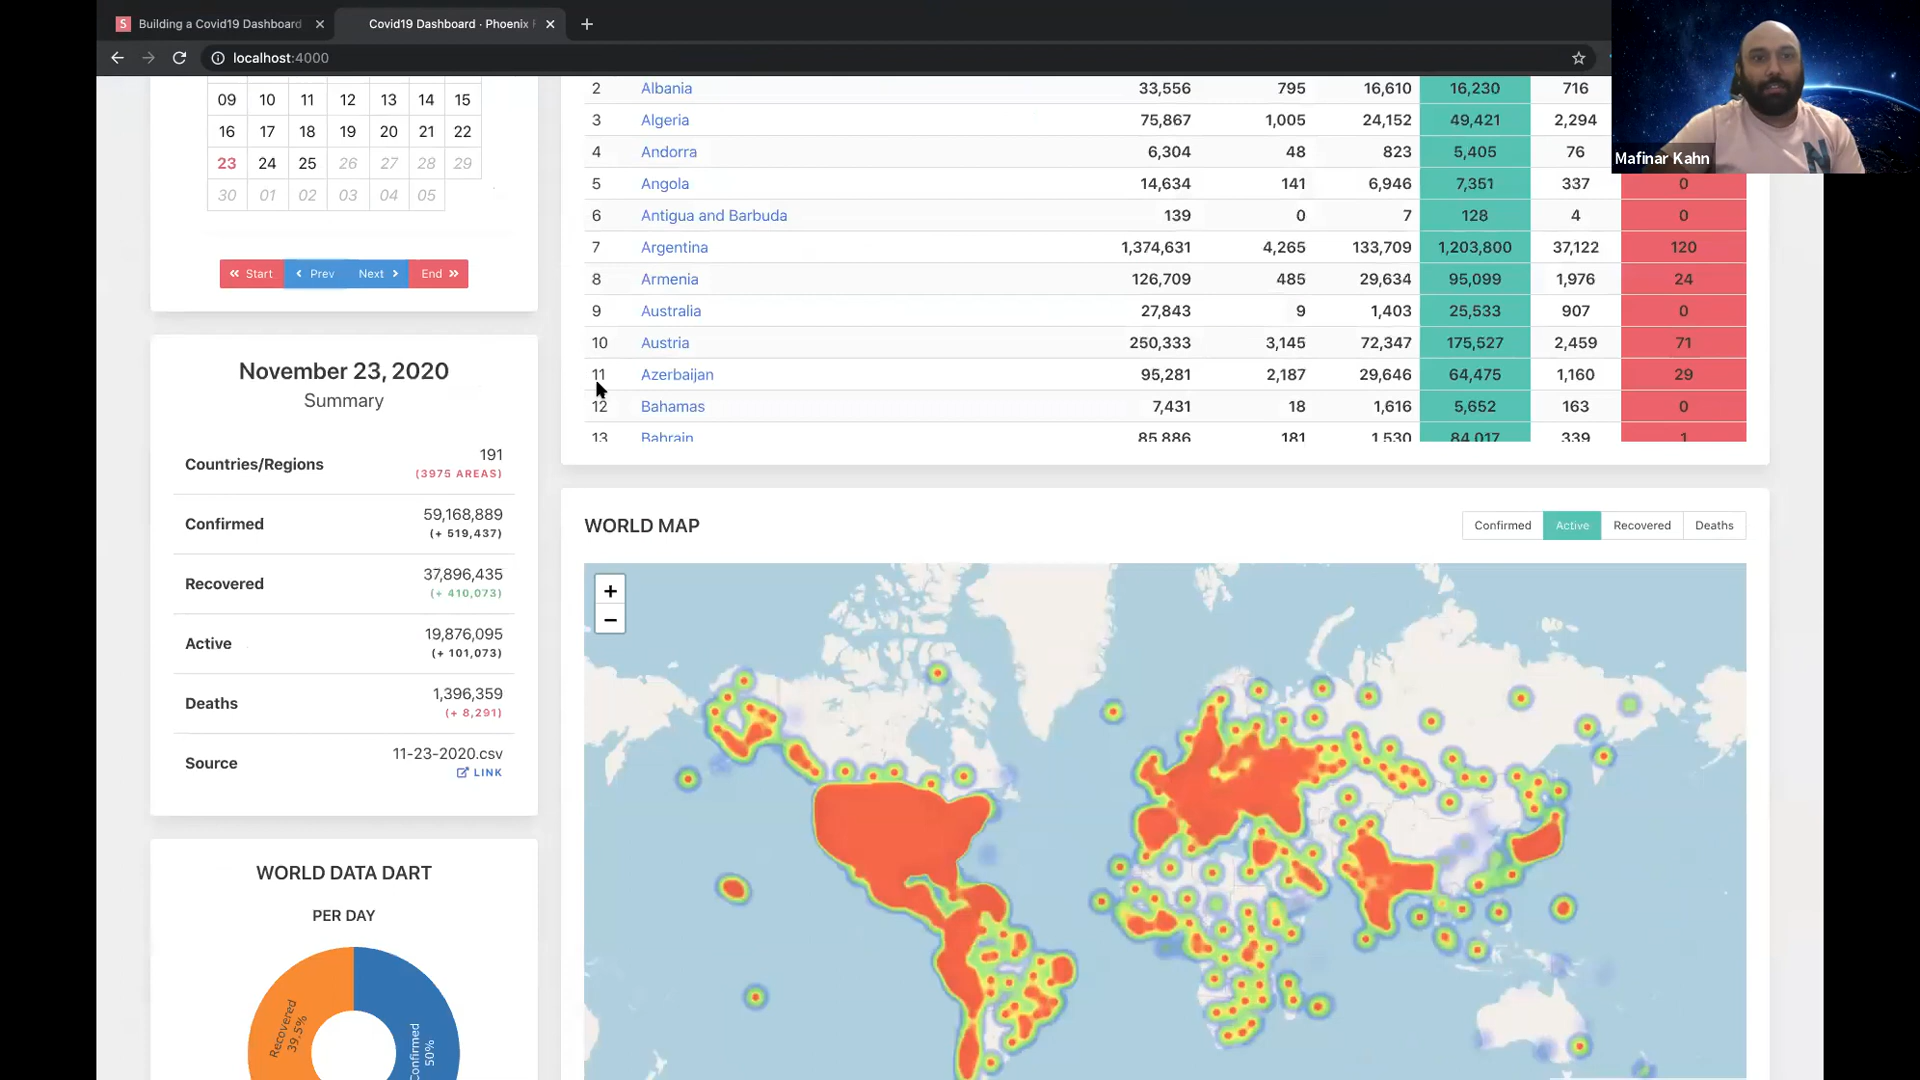 Building a Covid19 Dashboard
Covid19 Dashboard · Phoenix
localhost:4000
Mafinar Kahn
09 10 11 12 13 14 15
16 17 18 19 20 21 22
23 24 25 26 27 28 29
30 01 02 03 04 05
Start Prev Next End
November 23, 2020
Summary
Countries/Regions 191
(3975 AREAS)
Confirmed 59,168,889
(+ 519,437)
Recovered 37,896,435
(+ 410,073)
Active 19,876,095
(+ 101,073)
Deaths 1,396,359
(+ 8,291)
Source 11-23-2020.csv
LINK
WORLD DATA DART
PER DAY
Recovered
39.5%
Confirmed
50%
2 Albania 33,556 795 16,610 16,230 716
3 Algeria 75,867 1,005 24,152 49,421 2,294
4 Andorra 6,304 48 823 5,405 76
5 Angola 14,634 141 6,946 7,351 337 0
6 Antigua and Barbuda 139 0 7 128 4 0
7 Argentina 1,374,631 4,265 133,709 1,203,800 37,122 120
8 Armenia 126,709 485 29,634 95,099 1,976 24
9 Australia 27,843 9 1,403 25,533 907 0
10 Austria 250,333 3,145 72,347 175,527 2,459 71
11 Azerbaijan 95,281 2,187 29,646 64,475 1,160 29
12 Bahamas 7,431 18 1,616 5,652 163 0
13 Bahrain 85,886 181 1,530 84,017 339 1
WORLD MAP
Confirmed Active Recovered Deaths
+
−